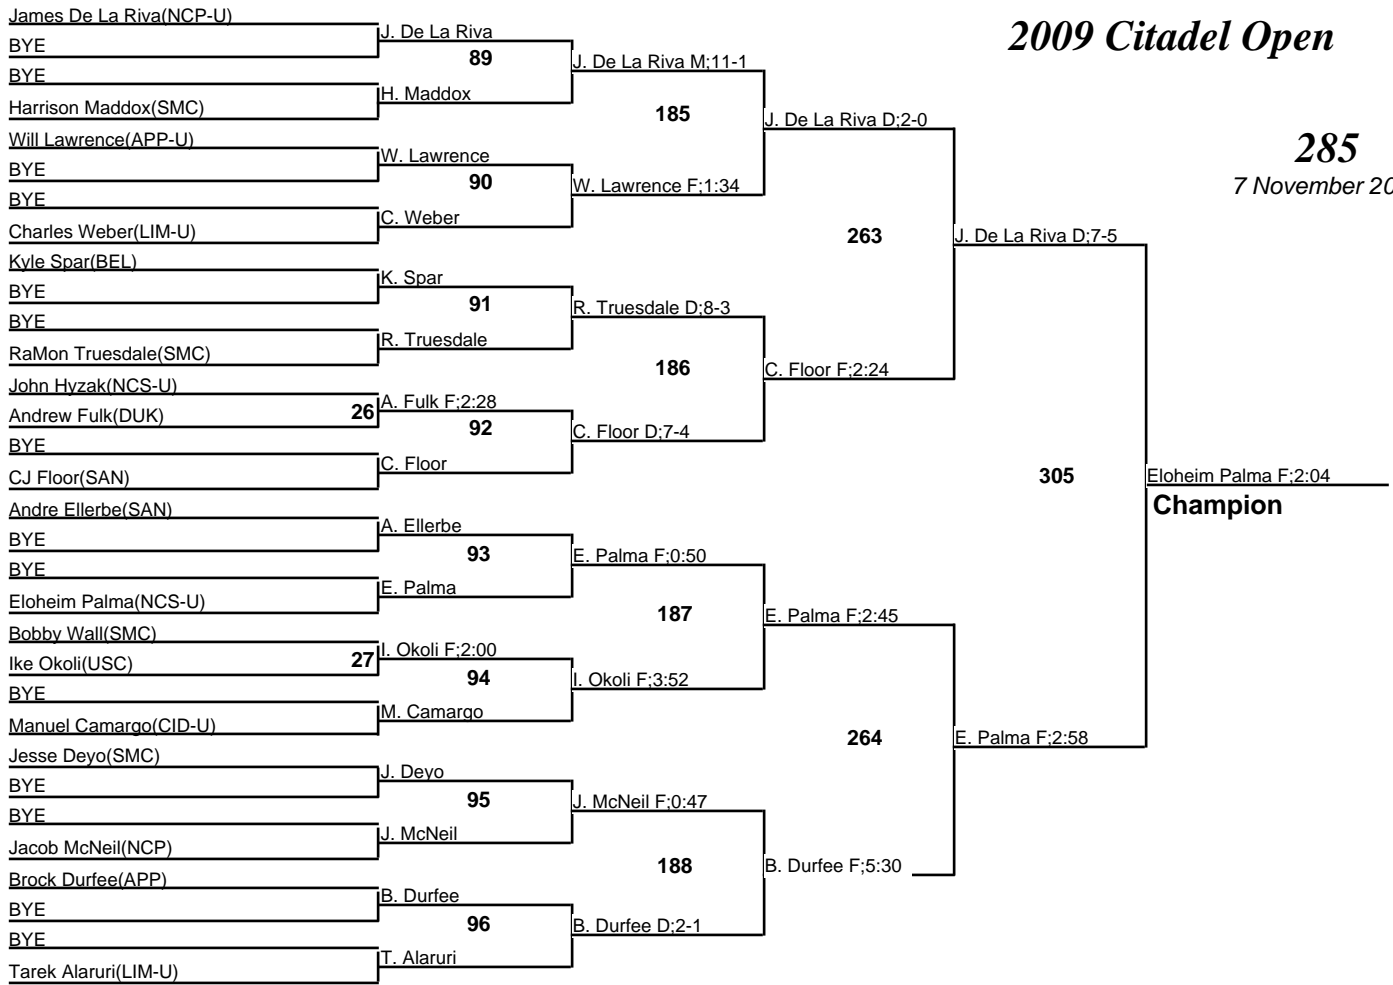 2009 Citadel Open
285
7 November 20
James De La Riva(NCP-U)
BYE
BYE
Harrison Maddox(SMC)
Will Lawrence(APP-U)
BYE
BYE
Charles Weber(LIM-U)
Kyle Spar(BEL)
BYE
BYE
RaMon Truesdale(SMC)
John Hyzak(NCS-U)
Andrew Fulk(DUK)
BYE
CJ Floor(SAN)
Andre Ellerbe(SAN)
BYE
BYE
Eloheim Palma(NCS-U)
Bobby Wall(SMC)
Ike Okoli(USC)
BYE
Manuel Camargo(CID-U)
Jesse Deyo(SMC)
BYE
BYE
Jacob McNeil(NCP)
Brock Durfee(APP)
BYE
BYE
Tarek Alaruri(LIM-U)
26
27
J. De La Riva
89
H. Maddox
W. Lawrence
90
C. Weber
K. Spar
91
R. Truesdale
A. Fulk F;2:28
92
C. Floor
A. Ellerbe
93
E. Palma
I. Okoli F;2:00
94
M. Camargo
J. Deyo
95
J. McNeil
B. Durfee
96
T. Alaruri
J. De La Riva M;11-1
185
W. Lawrence F;1:34
R. Truesdale D;8-3
186
C. Floor D;7-4
E. Palma F;0:50
187
I. Okoli F;3:52
J. McNeil F;0:47
188
B. Durfee D;2-1
J. De La Riva D;2-0
263
C. Floor F;2:24
E. Palma F;2:45
264
B. Durfee F;5:30
J. De La Riva D;7-5
305
E. Palma F;2:58
Eloheim Palma F;2:04
Champion